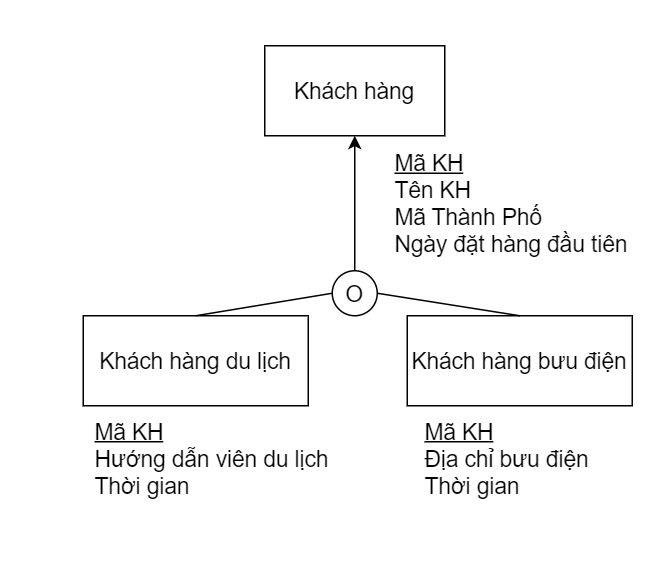 Khách hàng
Mã KH
Tên KH
Mã Thành Phố
Ngày đặt hàng đầu tiên
O
Khách hàng du lịch
Khách hàng bưu điện
Mã KH
Hướng dẫn viên du lịch
Thời gian
Mã KH
Địa chỉ bưu điện
Thời gian